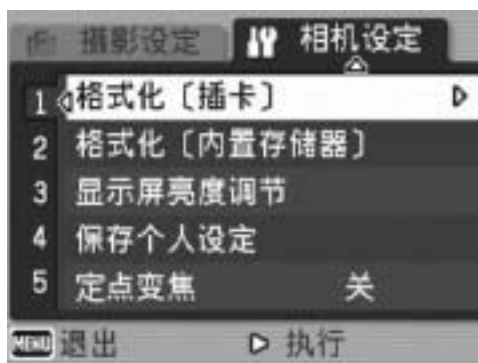 攝影设定 相机设定
1 格式化〔插卡〕
2 格式化〔内置存储器〕
3 显示屏亮度调节
4 保存个人设定
5 定点变焦 关
MENU 退出 执行